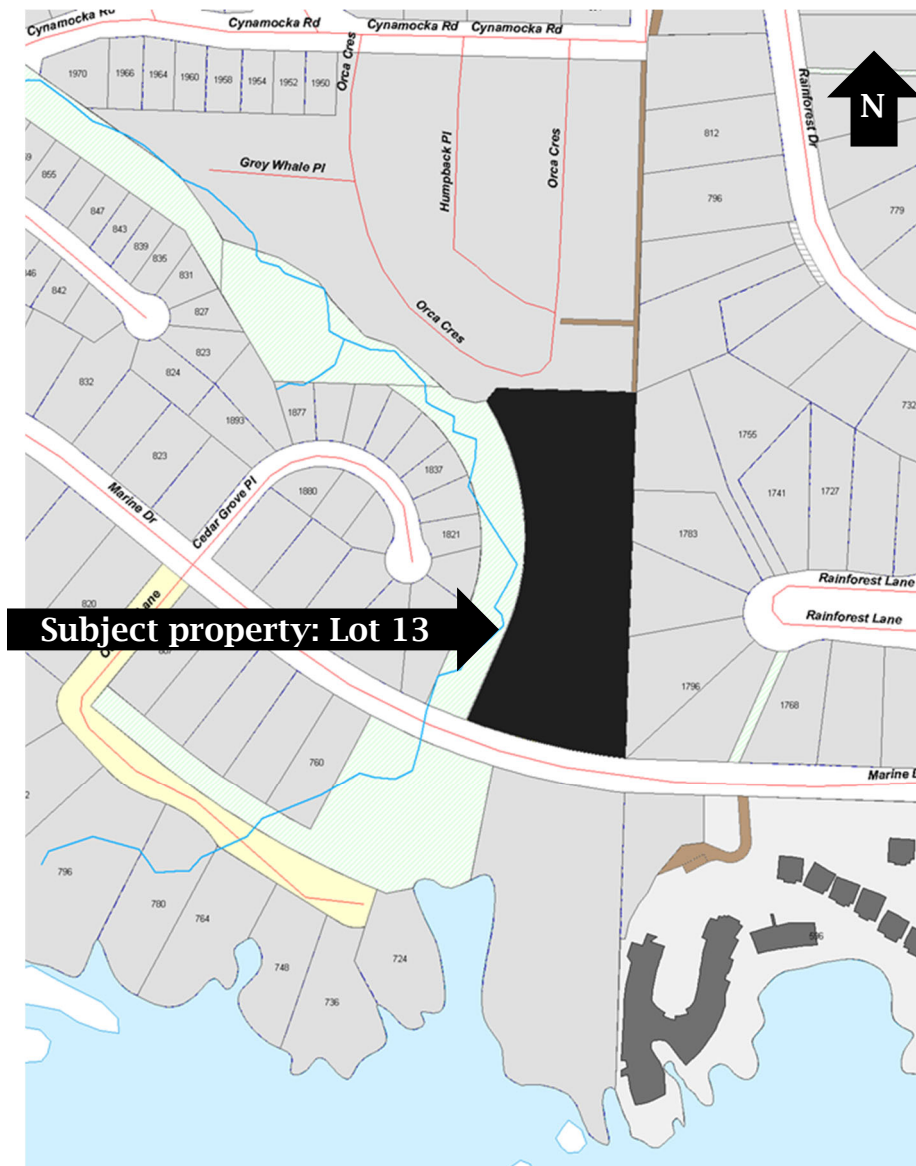 Cynamocka Rd
Cynamocka Rd
Cynamocka Rd
Cynamocka Rd
1970
1966
1964
1960
1958
1954
1952
1950
Orca Cres
Rainforest Dr
N
812
Humpback Pl
Orca Cres
Grey Whale Pl
855
796
847
843
779
839
835
831
842
827
Orca Cres
823
824
832
732
1877
1893
1755
823
1837
1880
1741
1727
Marine Dr
Cedar Grove Pl
1821
1783
Rainforest Lane
820
Lane
Rainforest Lane
Subject property: Lot 13
1796
1768
760
Marine
796
780
764
724
596
748
736